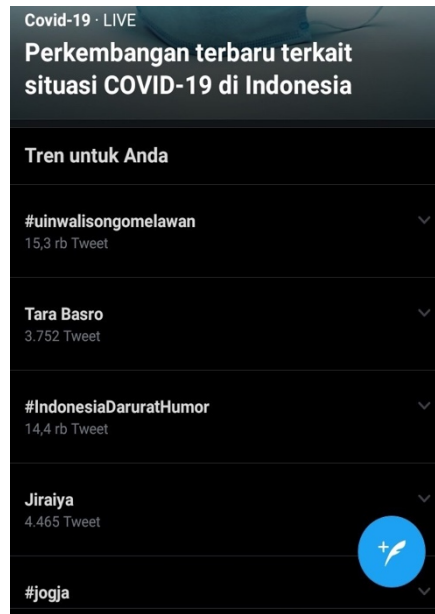 Covid-19 · LIVE
Perkembangan terbaru terkait
situasi COVID-19 di Indonesia
Tren untuk Anda
#uinwalisongomelawan
15,3 rb Tweet
Tara Basro
3.752 Tweet
#IndonesiaDaruratHumor
14,4 rb Tweet
Jiraiya
4.465 Tweet
#jogja